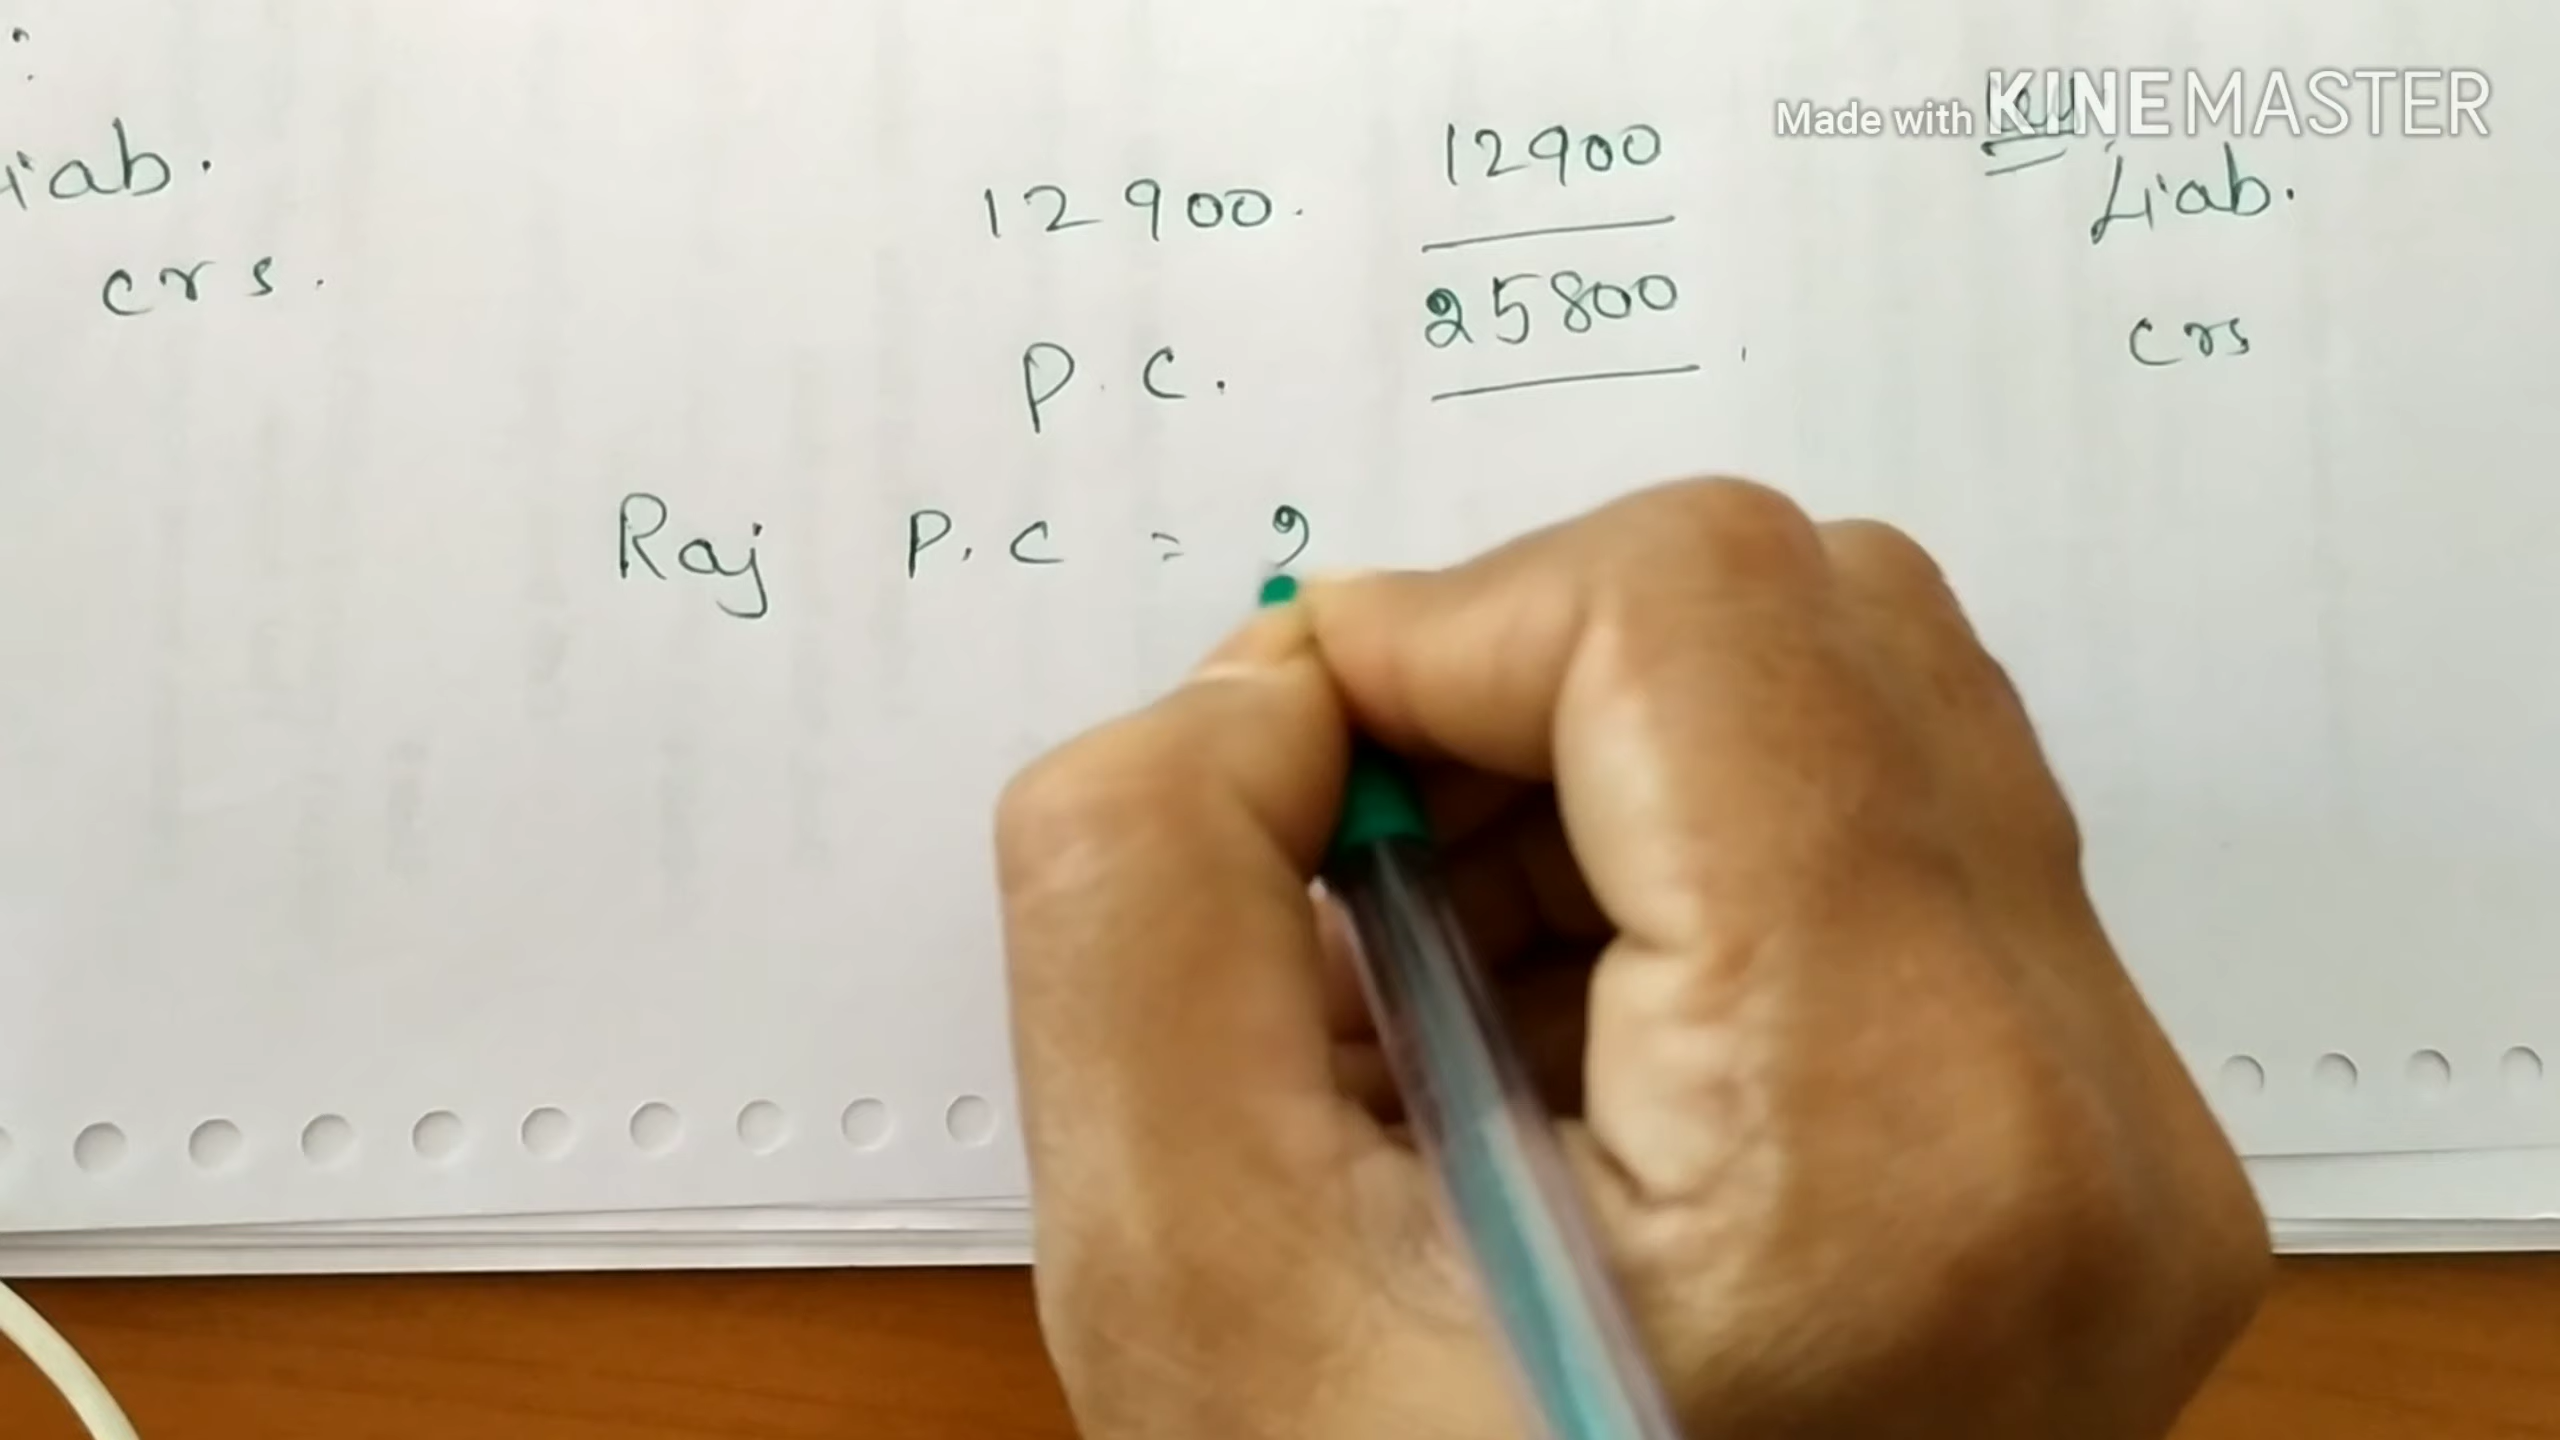 Made with KINEMASTER
12900
iab.
12900.
Liab.
crs.
25800
crs
P.C.
Raj P.C =